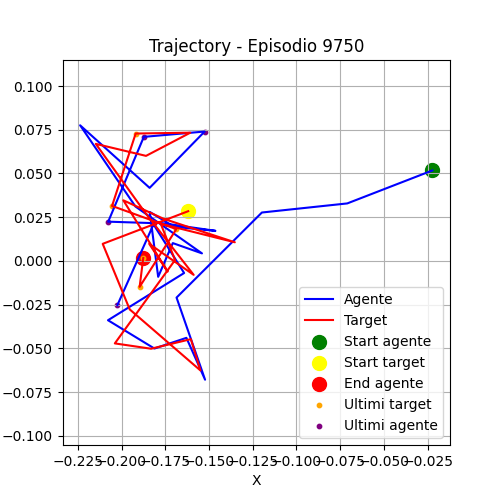 Trajectory - Episodio 9750
0.100
0.075
0.050
0.025
0.000
−0.025
−0.050
−0.075
−0.100
−0.225 −0.200 −0.175 −0.150 −0.125 −0.100 −0.075 −0.050 −0.025
X
Agente
Target
Start agente
Start target
End agente
Ultimi target
Ultimi agente